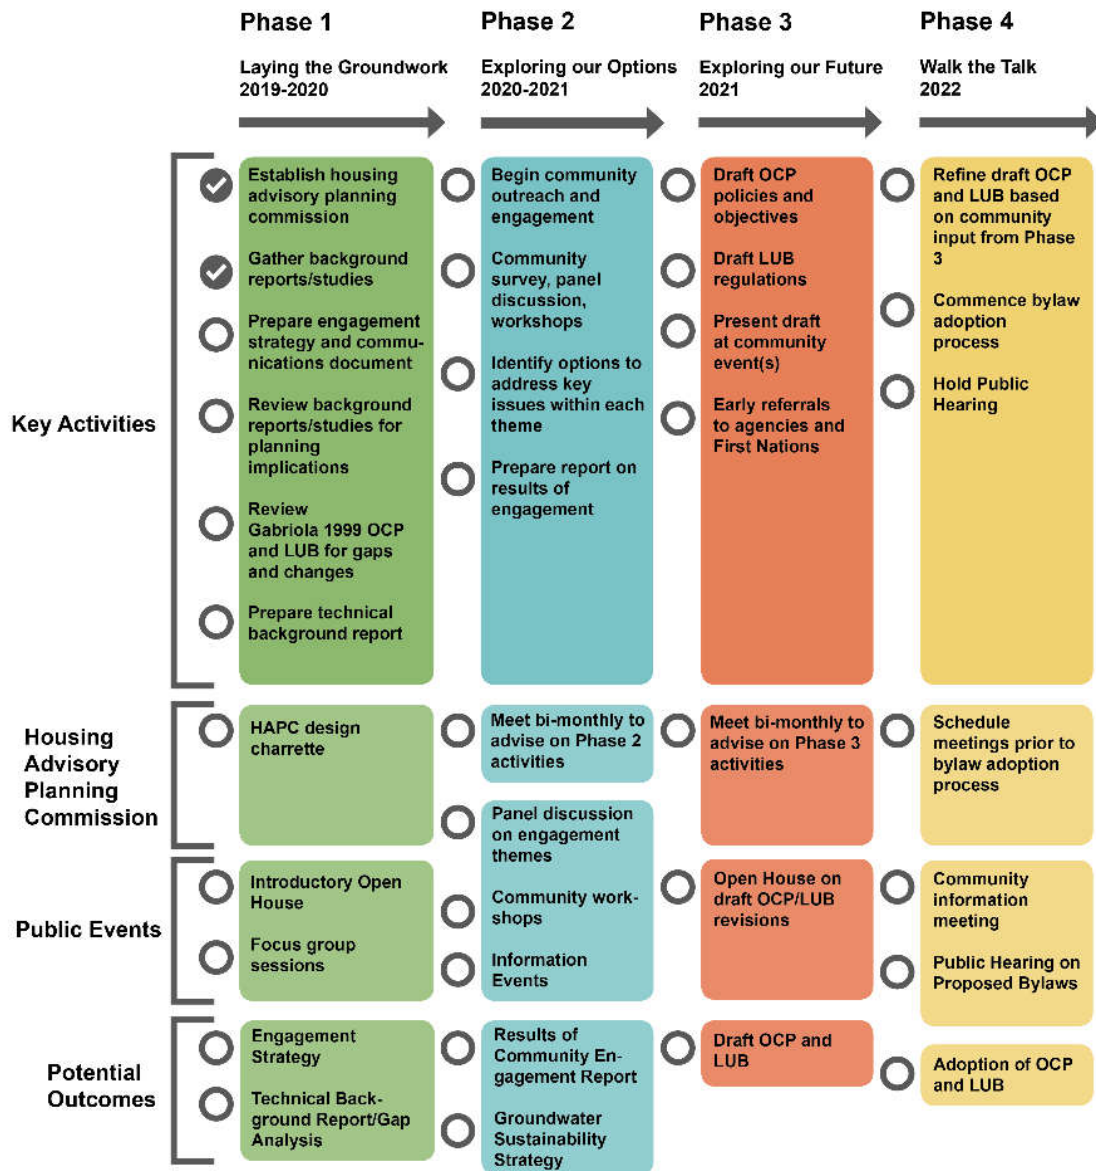 Phase 1
Laying the Groundwork
2019-2020
Phase 2
Exploring our Options
2020-2021
Phase 3
Exploring our Future
2021
Phase 4
Walk the Talk
2022
Key Activities
Establish housing
advisory planning
commission
Gather background
reports/studies
Prepare engagement
strategy and commu-
nications document
Review background
reports/studies for
planning
implications
Review
Gabriola 1999 OCP
and LUB for gaps
and changes
Prepare technical
background report
Begin community
outreach and
engagement
Community
survey, panel
discussion,
workshops
Identify options to
address key
issues within each
theme
Prepare report on
results of
engagement
Draft OCP
policies and
objectives
Draft LUB
regulations
Present draft
at community
event(s)
Early referrals
to agencies and
First Nations
Refine draft OCP
and LUB based
on community
input from Phase
3
Commence bylaw
adoption
process
Hold Public
Hearing
Housing
Advisory
Planning
Commission
HAPC design
charrette
Meet bi-monthly to
advise on Phase 2
activities
Meet bi-monthly to
advise on Phase 3
activities
Schedule
meetings prior to
bylaw adoption
process
Public Events
Introductory Open
House
Focus group
sessions
Panel discussion
on engagement
themes
Community work-
shops
Information
Events
Open House on
draft OCP/LUB
revisions
Community
information
meeting
Public Hearing on
Proposed Bylaws
Potential
Outcomes
Engagement
Strategy
Technical Back-
ground Report/Gap
Analysis
Results of
Community En-
gagement Report
Groundwater
Sustainability
Strategy
Draft OCP and
LUB
Adoption of OCP
and LUB